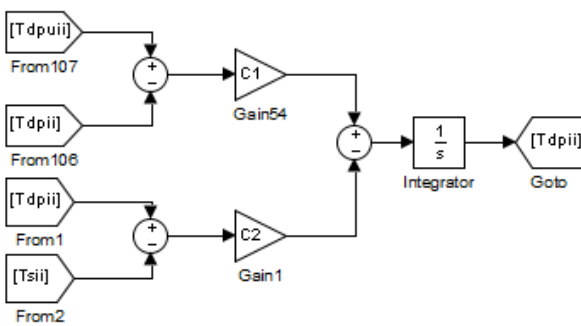 [Tdpuii]
From107
+
−
C1
Gain54
[Tdpii]
From106
+
−
1
s
Integrator
[Tdpii]
Goto
[Tdpii]
From1
+
−
C2
Gain1
[Tsii]
From2